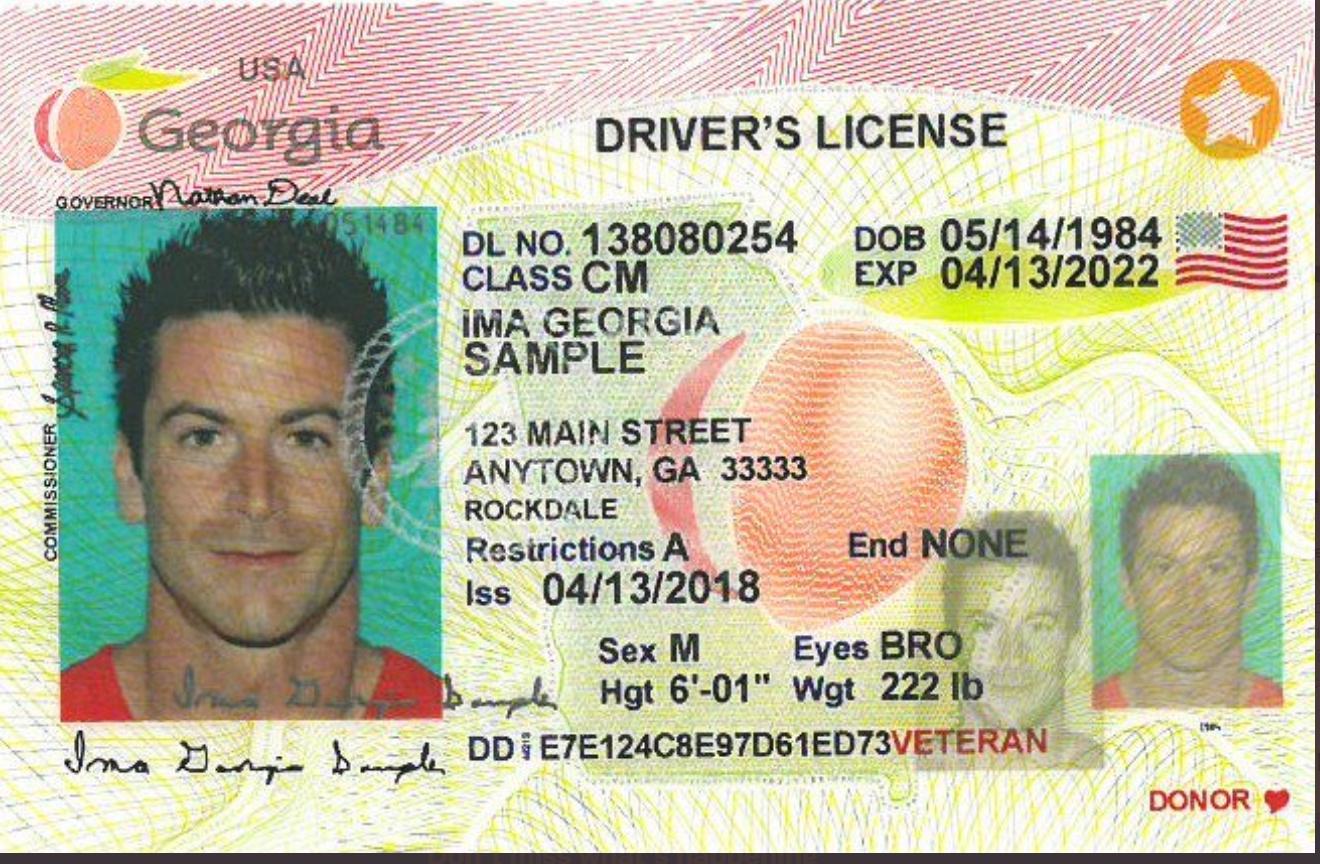 USA
Georgia
DRIVER'S LICENSE
GOVERNOR Nathan Deal
051484
DL NO. 138080254
DOB 05/14/1984
CLASS CM
EXP 04/13/2022
IMA GEORGIA
SAMPLE
123 MAIN STREET
ANYTOWN, GA 33333
ROCKDALE
COMMISSIONER
Restrictions A
End NONE
Iss 04/13/2018
Sex M
Eyes BRO
Hgt 6'-01"
Wgt 222 lb
Ima Georgia Sample
Ima Georgia Sample
DD E7E124C8E97D61ED73
VETERAN
DONOR